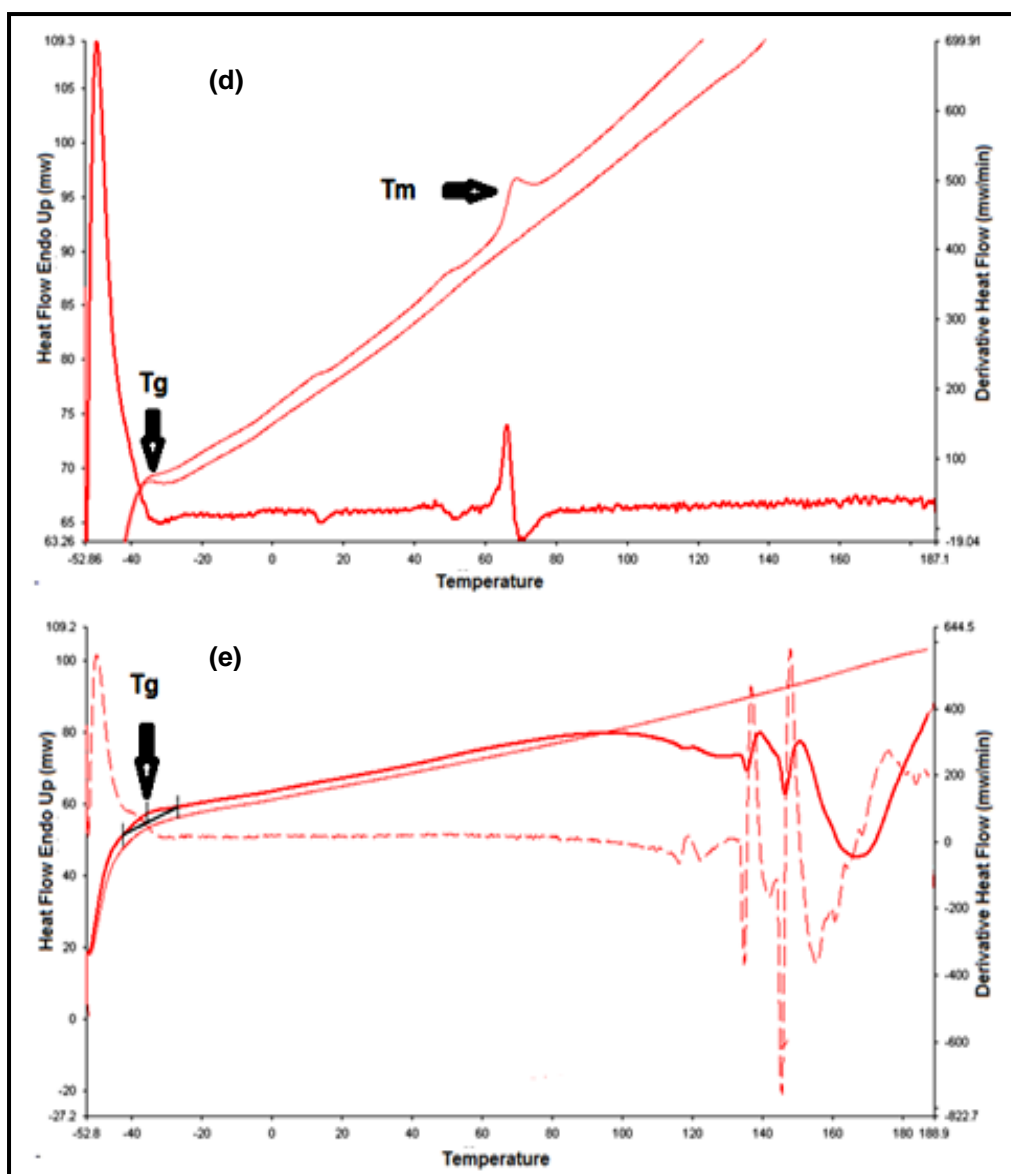 109.3
(d)
699.91
105
600
100
500
Tm
95
90
400
85
300
80
200
Tg
75
70
100
65
63.26
-19.04
-52.86 -40 -20 0 20 40 60 80 100 120 140 160 187.1
Temperature
Heat Flow Endo Up (mw)
Derivative Heat Flow (mw/min)
109.2
(e)
644.5
100
Tg
400
80
200
60
0
40
-200
20
-400
0
-600
-20
-27.2
-822.7
-52.8 -40 -20 0 20 40 60 80 100 120 140 160 180 188.9
Temperature
Heat Flow Endo Up (mw)
Derivative Heat Flow (mw/min)